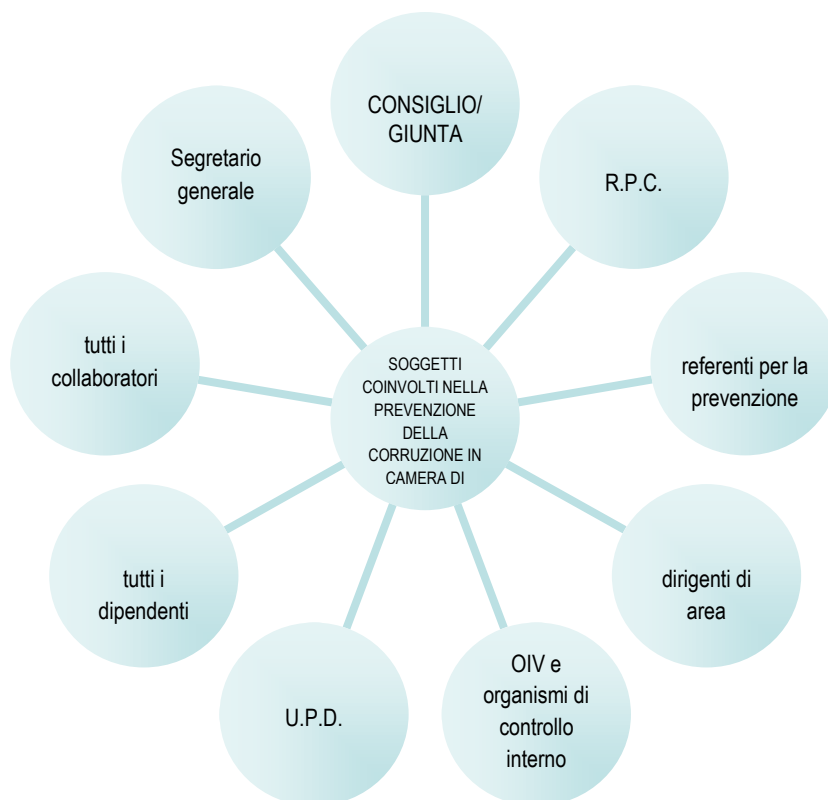 CONSIGLIO/
GIUNTA
R.P.C.
referenti per la
prevenzione
dirigenti di
area
OIV e
organismi di
controllo
interno
U.P.D.
tutti i
dipendenti
tutti i
collaboratori
Segretario
generale
SOGGETTI
COINVOLTI NELLA
PREVENZIONE
DELLA
CORRUZIONE IN
CAMERA DI